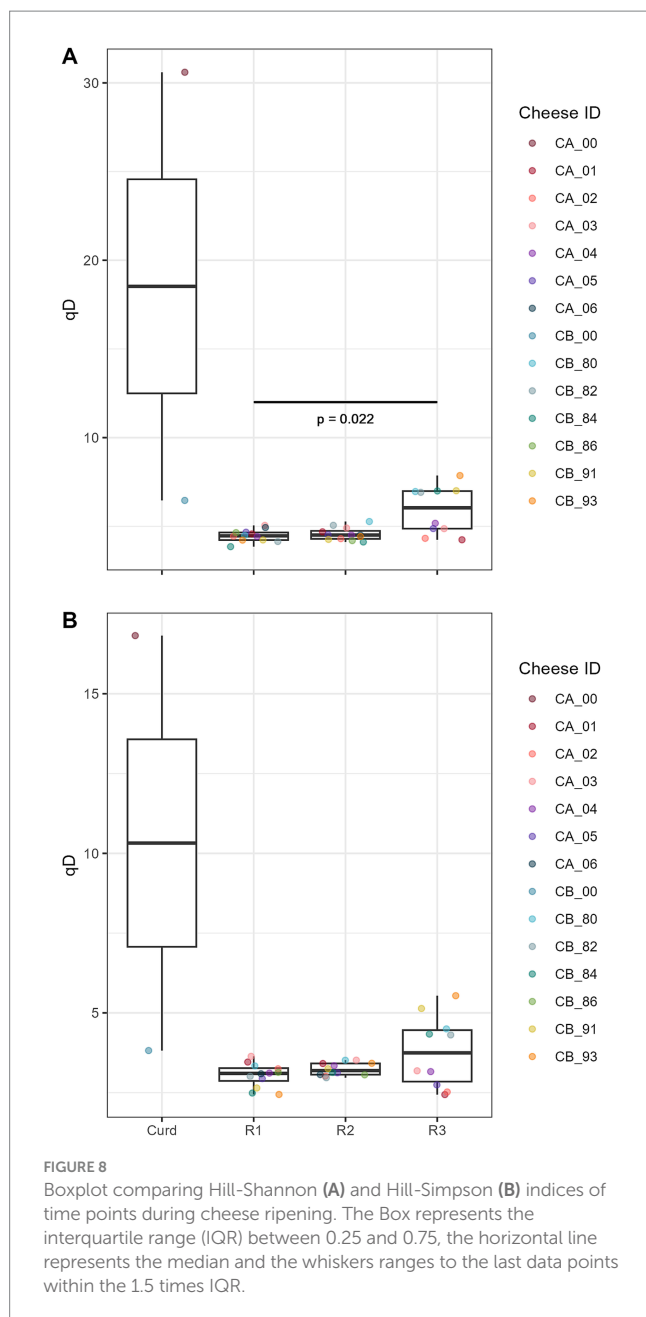 A
30
20
10
qD
p = 0.022
Cheese ID
CA_00
CA_01
CA_02
CA_03
CA_04
CA_05
CA_06
CB_00
CB_80
CB_82
CB_84
CB_86
CB_91
CB_93
B
15
10
5
qD
Curd R1 R2 R3
Cheese ID
CA_00
CA_01
CA_02
CA_03
CA_04
CA_05
CA_06
CB_00
CB_80
CB_82
CB_84
CB_86
CB_91
CB_93
FIGURE 8
Boxplot comparing Hill-Shannon (A) and Hill-Simpson (B) indices of
time points during cheese ripening. The Box represents the
interquartile range (IQR) between 0.25 and 0.75, the horizontal line
represents the median and the whiskers ranges to the last data points
within the 1.5 times IQR.